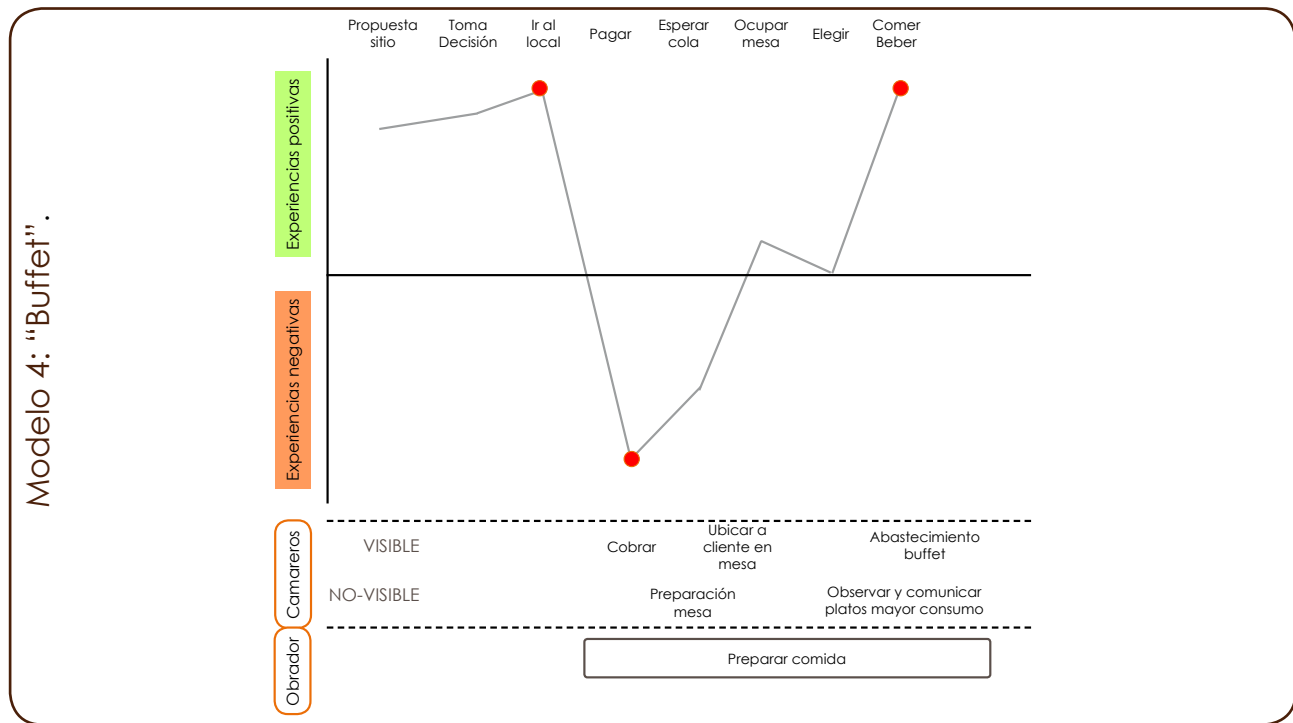 Modelo 4: “Buffet”.
Propuesta
sitio
Toma
Decisión
Ir al
local
Pagar
Esperar
cola
Ocupar
mesa
Elegir
Comer
Beber
Experiencias positivas
Experiencias negativas
Camareros
VISIBLE
Cobrar
Ubicar a
cliente en
mesa
Abastecimiento
buffet
NO-VISIBLE
Preparación
mesa
Observar y comunicar
platos mayor consumo
Obrador
Preparar comida